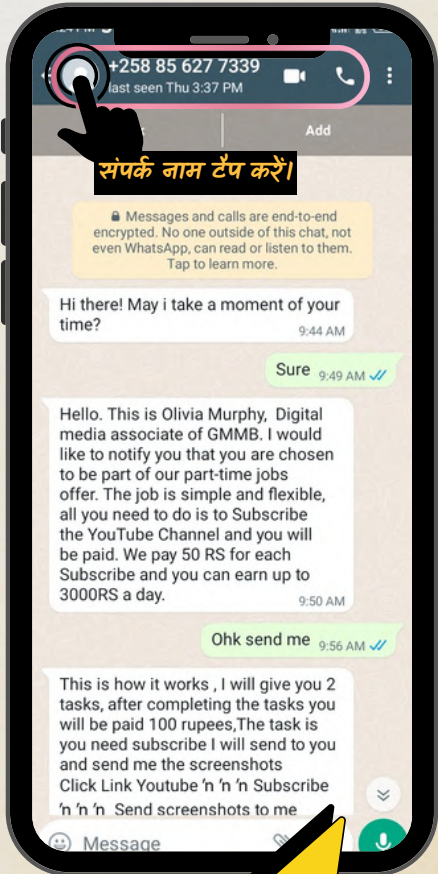 +258 85 627 7339
last seen Thu 3:37 PM
Add
संपर्क नाम टैप करें।
Messages and calls are end-to-end
encrypted. No one outside of this chat, not
even WhatsApp, can read or listen to them.
Tap to learn more.
Hi there! May i take a moment of your
time?
9:44 AM
Sure 9:49 AM
Hello. This is Olivia Murphy, Digital
media associate of GMMB. I would
like to notify you that you are chosen
to be part of our part-time jobs
offer. The job is simple and flexible,
all you need to do is to Subscribe
the YouTube Channel and you will
be paid. We pay 50 RS for each
Subscribe and you can earn up to
3000RS a day.
9:50 AM
Ohk send me 9:56 AM
This is how it works , I will give you 2
tasks, after completing the tasks you
will be paid 100 rupees,The task is
you need subscribe I will send to you
and send me the screenshots
Click Link Youtube 'n 'n 'n Subscribe
'n 'n 'n Send screenshots to me
Message